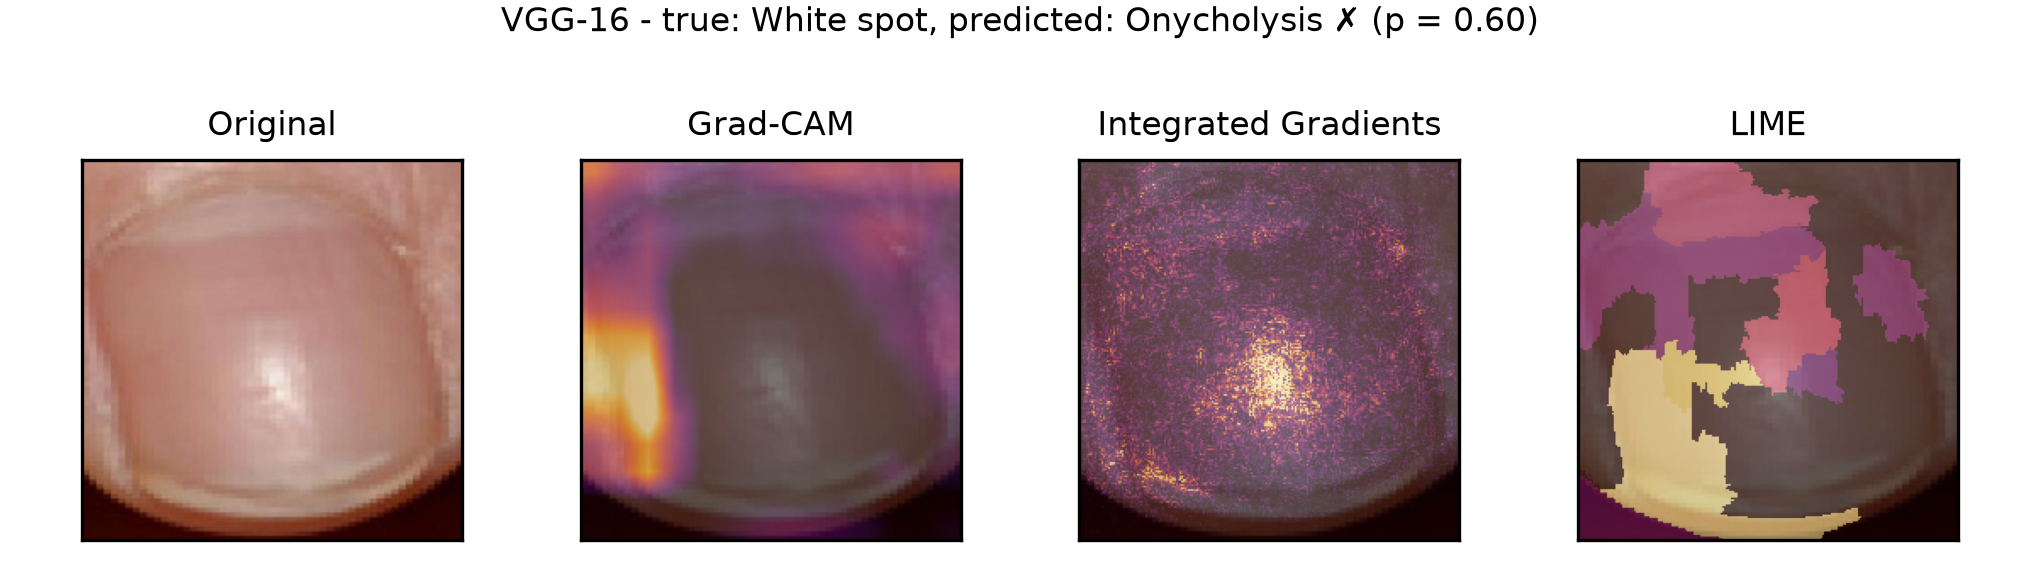 VGG-16 - true: White spot, predicted: Onycholysis ✗ (p = 0.60)
Original
Grad-CAM
Integrated Gradients
LIME